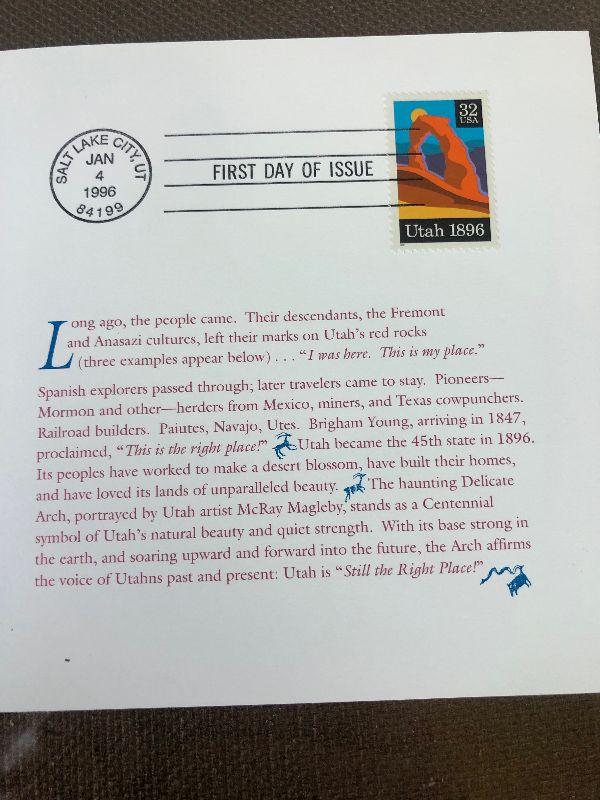 SALT LAKE CITY, UT
JAN
4
1996
84199
FIRST DAY OF ISSUE
32
USA
Utah 1896
Long ago, the people came. Their descendants, the Fremont
and Anasazi cultures, left their marks on Utah's red rocks
(three examples appear below) . . . "I was here. This is my place."
Spanish explorers passed through; later travelers came to stay. Pioneers—
Mormon and other—herders from Mexico, miners, and Texas cowpunchers.
Railroad builders. Paiutes, Navajo, Utes. Brigham Young, arriving in 1847,
proclaimed, "This is the right place!" Utah became the 45th state in 1896.
Its peoples have worked to make a desert blossom, have built their homes,
and have loved its lands of unparalleled beauty. The haunting Delicate
Arch, portrayed by Utah artist McRay Magleby, stands as a Centennial
symbol of Utah's natural beauty and quiet strength. With its base strong in
the earth, and soaring upward and forward into the future, the Arch affirms
the voice of Utahns past and present: Utah is "Still the Right Place!"